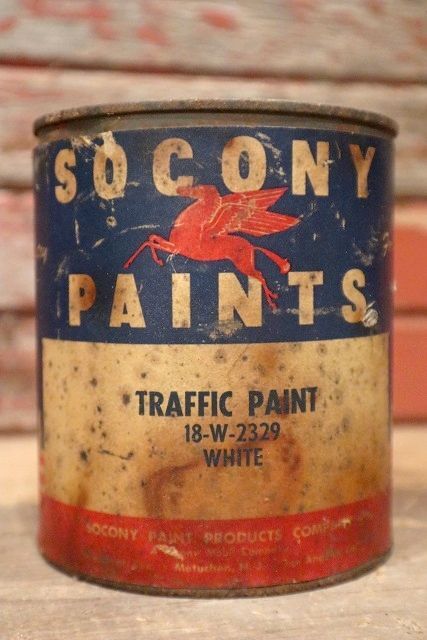 SOCONY
PAINTS
TRAFFIC PAINT
18-W-2329
WHITE
SOCONY PAINT PRODUCTS COMPANY
Metuchen, N. J.